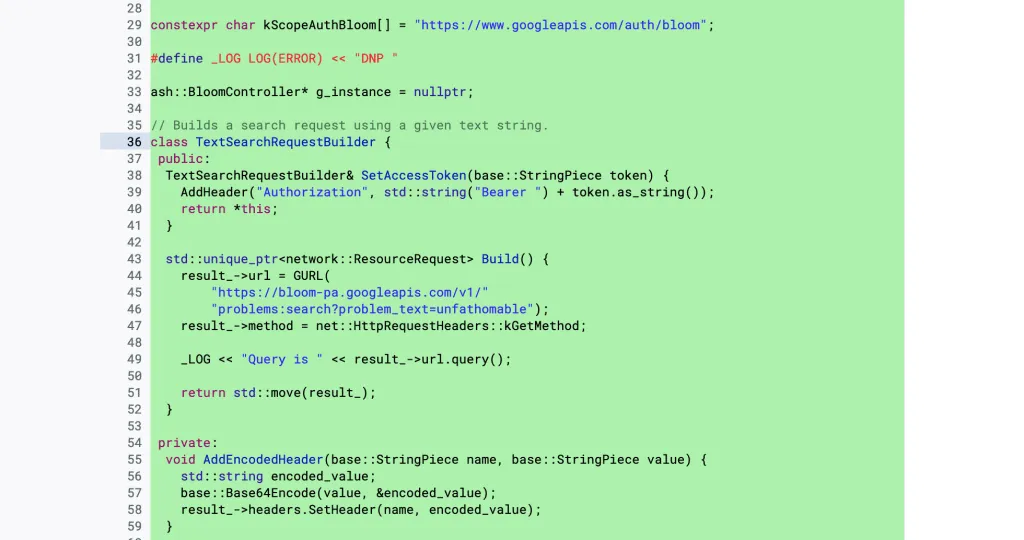 28
29 constexpr char kScopeAuthBloom[] = "https://www.googleapis.com/auth/bloom";
30
31 #define _LOG LOG(ERROR) << "DNP "
32
33 ash::BloomController* g_instance = nullptr;
34
35 // Builds a search request using a given text string.
36 class TextSearchRequestBuilder {
37  public:
38   TextSearchRequestBuilder& SetAccessToken(base::StringPiece token) {
39     AddHeader("Authorization", std::string("Bearer ") + token.as_string());
40     return *this;
41   }
42
43   std::unique_ptr<network::ResourceRequest> Build() {
44     result_->url = GURL(
45         "https://bloom-pa.googleapis.com/v1/"
46         "problems:search?problem_text=unfathomable");
47     result_->method = net::HttpRequestHeaders::kGetMethod;
48
49     _LOG << "Query is " << result_->url.query();
50
51     return std::move(result_);
52   }
53
54  private:
55   void AddEncodedHeader(base::StringPiece name, base::StringPiece value) {
56     std::string encoded_value;
57     base::Base64Encode(value, &encoded_value);
58     result_->headers.SetHeader(name, encoded_value);
59   }